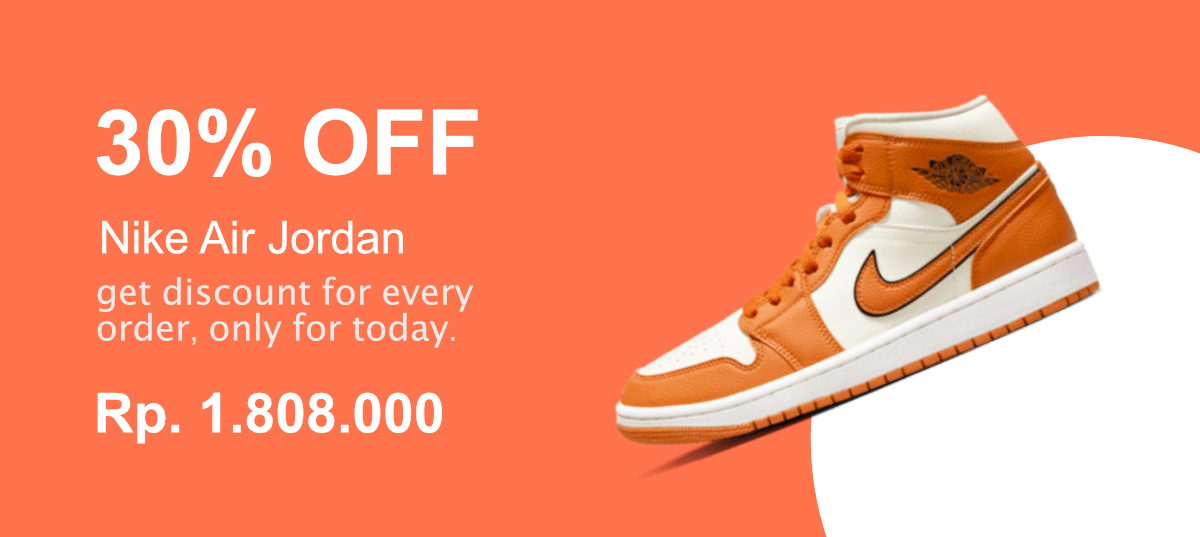 30% OFF
Nike Air Jordan
get discount for every
order, only for today.
Rp. 1.808.000